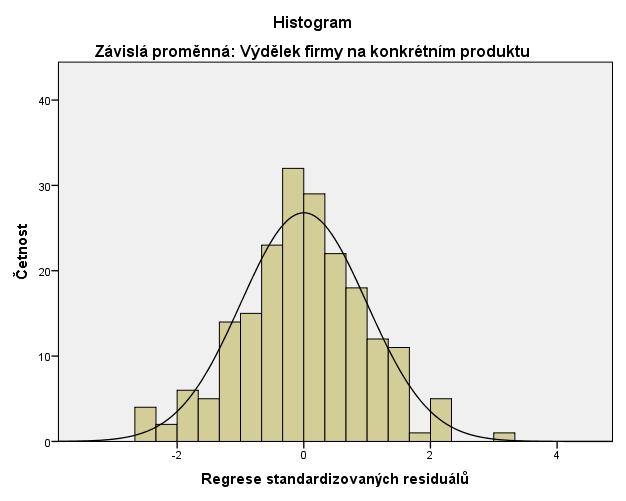 Histogram
Závislá proměnná: Výdělek firmy na konkrétním produktu
Četnost
40
30
20
10
0
-2
0
2
4
Regrese standardizovaných residuálů